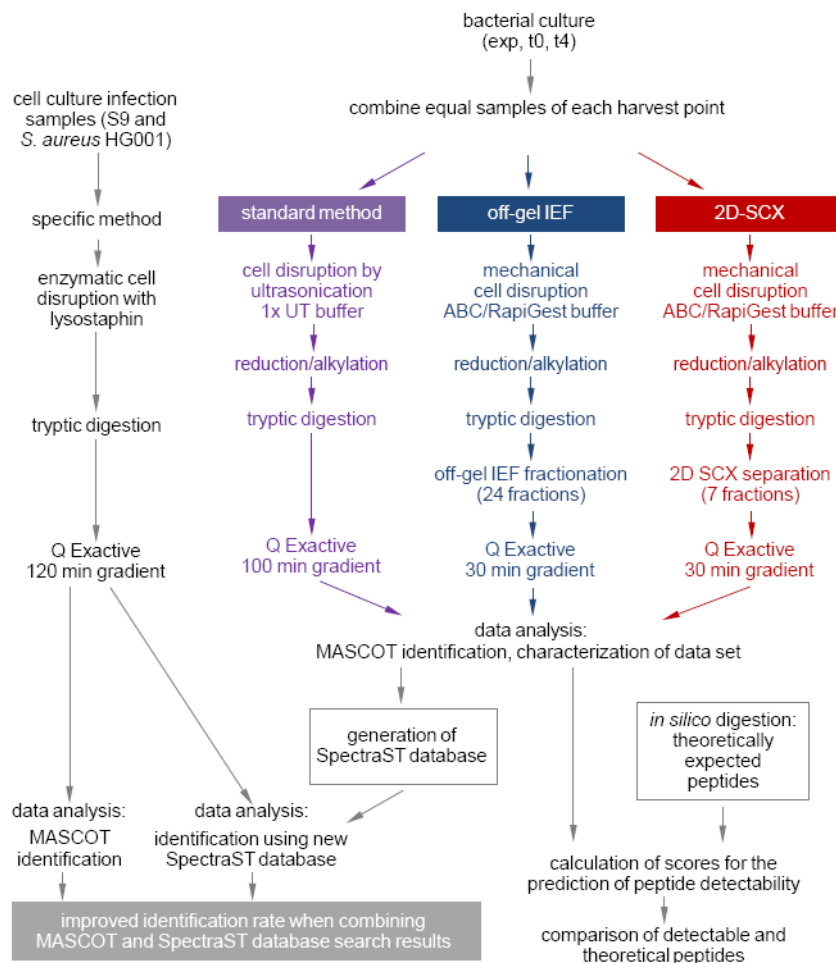 bacterial culture
(exp, t0, t4)
combine equal samples of each harvest point
cell culture infection
samples (S9 and
S. aureus HG001)
specific method
enzymatic cell
disruption with
lysostaphin
tryptic digestion
Q Exactive
120 min gradient
standard method
cell disruption by
ultrasonication
1x UT buffer
reduction/alkylation
tryptic digestion
Q Exactive
100 min gradient
off-gel IEF
mechanical
cell disruption
ABC/RapiGest buffer
reduction/alkylation
tryptic digestion
off-gel IEF fractionation
(24 fractions)
Q Exactive
30 min gradient
2D-SCX
mechanical
cell disruption
ABC/RapiGest buffer
reduction/alkylation
tryptic digestion
2D SCX separation
(7 fractions)
Q Exactive
30 min gradient
data analysis:
MASCOT identification, characterization of data set
generation of
SpectraST database
in silico digestion:
theoretically
expected
peptides
data analysis:
MASCOT
identification
data analysis:
identification using new
SpectraST database
improved identification rate when combining
MASCOT and SpectraST database search results
calculation of scores for the
prediction of peptide detectability
comparison of detectable and
theoretical peptides